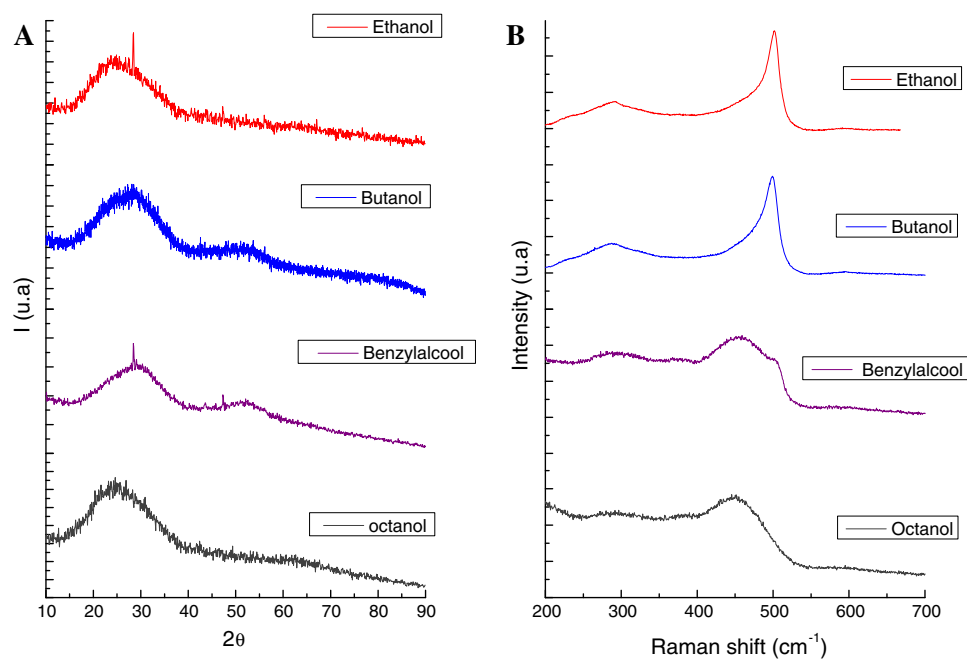 A
Ethanol
Butanol
Benzylalcool
octanol
I (u.a)
10 20 30 40 50 60 70 80 90
2θ
B
Ethanol
Butanol
Benzylalcool
Octanol
Intensity (u.a)
200 300 400 500 600 700
Raman shift (cm⁻¹)